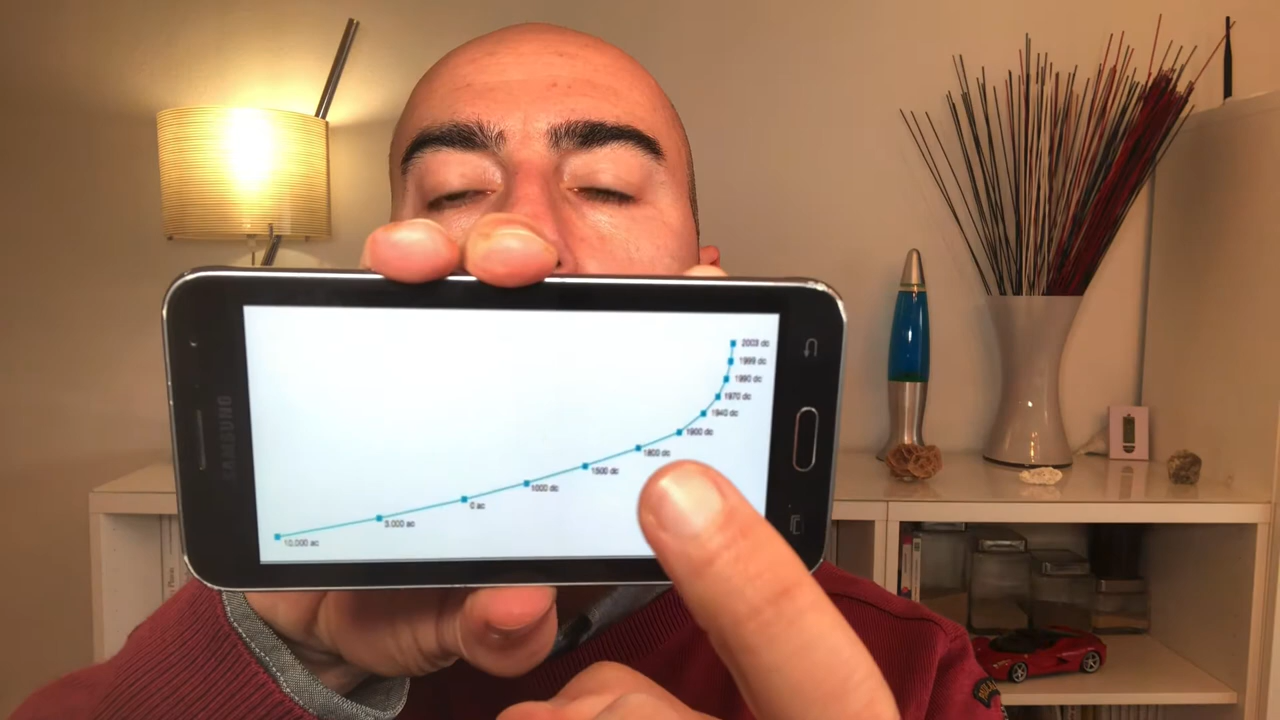 2003 dc
1999 dc
1990 dc
1970 dc
1940 dc
1900 dc
1800 dc
1500 dc
1000 dc
0 ac
3.000 ac
10.000 ac
SAMSUNG